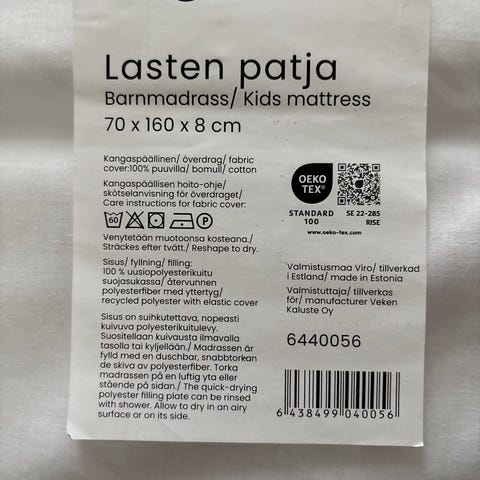 Lasten patja
Barnmadrass/ Kids mattress
70 x 160 x 8 cm
Kangaspäällinen/ överdrag/ fabric
cover:100% puuvilla/ bomull/ cotton
Kangaspäällisen hoito-ohje/
skötselanvisning för överdraget/
Care instructions for fabric cover:
60 P
Venytetään muotoonsa kosteana./
Sträckes efter tvätt./ Reshape to dry.
Sisus/ fyllning/ filling:
100 % uusiopolyesterikuitu
suojasukassa/ återvunnen
polyesterfiber med yttertyg/
recycled polyester with elastic cover
Sisus on suihkutettava, nopeasti
kuivuva polyesterikuitulevy.
Suositellaan kuivausta ilmavalla
tasolla tai kyljellään./ Madrassen är
fylld med en duschbar, snabbtorkan
de skiva av polyesterfiber. Torka
madrassen på en luftig yta eller
stående på sidan./ The quick-drying
polyester filling plate can be rinsed
with shower. Allow to dry in an airy
surface or on its side.
OEKO
TEX®
STANDARD
100
SE 22-285
RISE
www.oeko-tex.com
Valmistusmaa Viro/ tillverkad
i Estland/ made in Estonia
Valmistuttaja/ tillverkas
för/ manufacturer Veken
Kaluste Oy
6440056
6 438499 040056